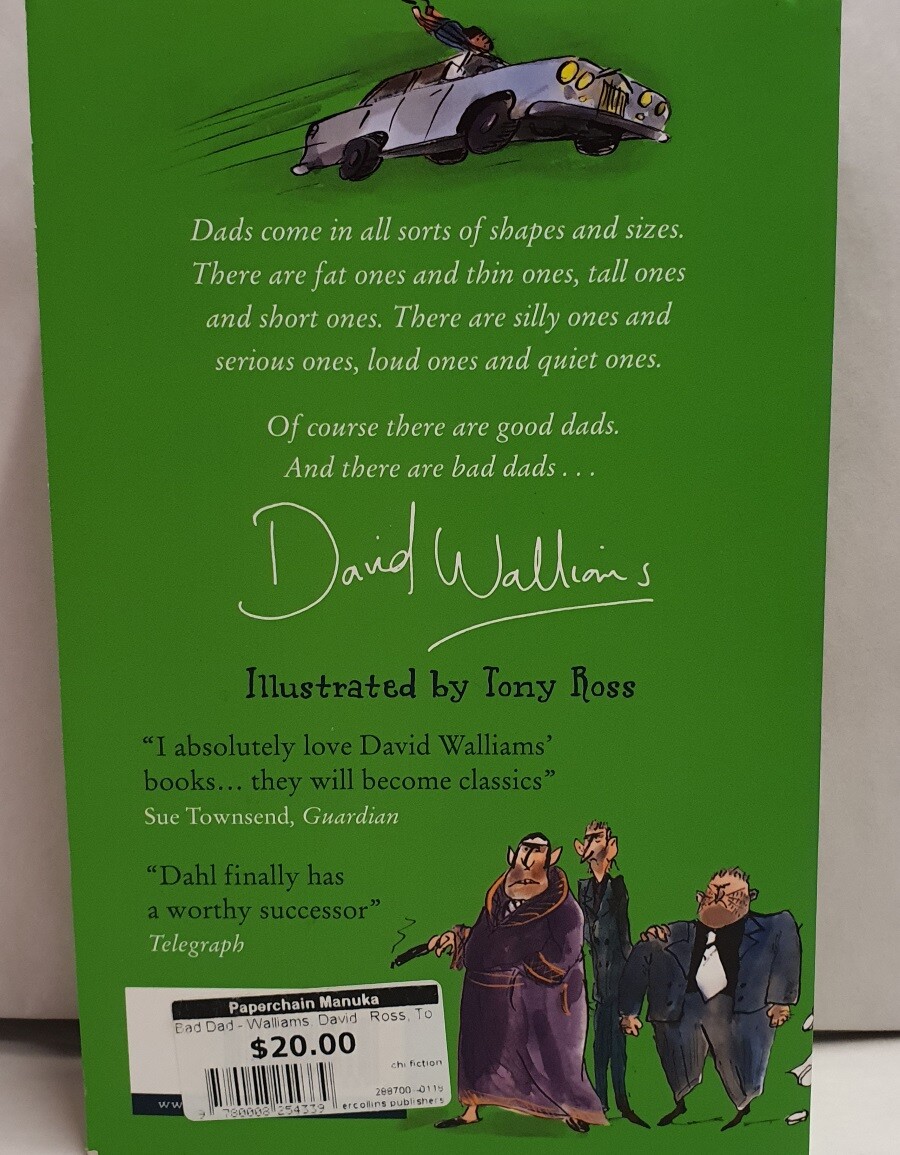 Dads come in all sorts of shapes and sizes.
There are fat ones and thin ones, tall ones
and short ones. There are silly ones and
serious ones, loud ones and quiet ones.
Of course there are good dads.
And there are bad dads...
David Walliams
Illustrated by Tony Ross
“I absolutely love David Walliams’
books... they will become classics”
Sue Townsend, Guardian
“Dahl finally has
a worthy successor”
Telegraph
Paperchain Manuka
Bad Dad - Walliams, David Ross, To
$20.00
chi fiction
288700
9 780008 254339
ercollins publishers
ww